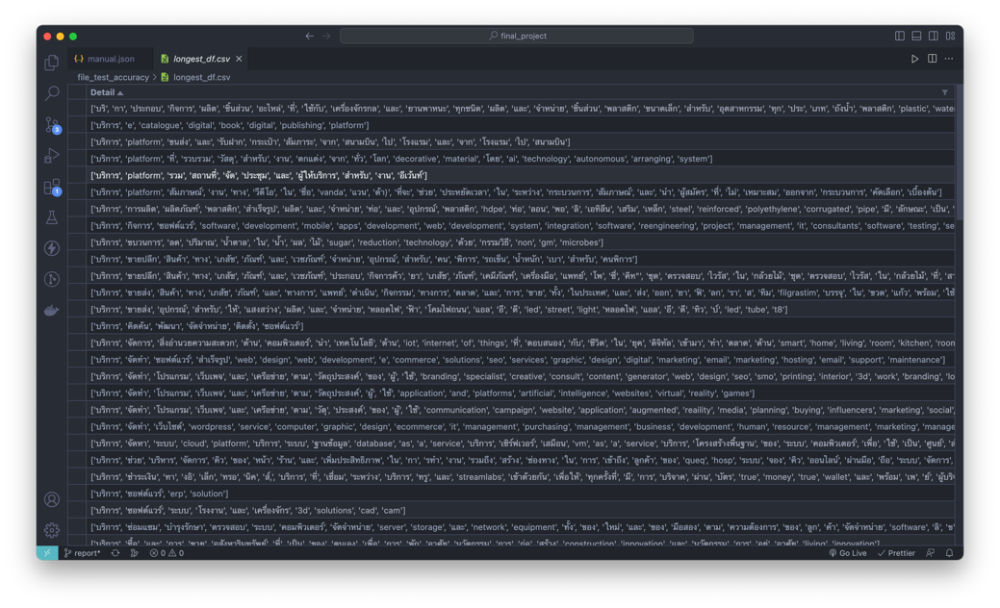 final_project
manual.json
longest_df.csv
file_test_accuracy > longest_df.csv
Detail
['บริ', 'กา', 'ประกอบ', 'กิจการ', 'ผลิต', 'ชิ้นส่วน', 'อะไหล่', 'ที่', 'ใช้กับ', 'เครื่องจักรกล', 'และ', 'ยานพาหนะ', 'ทุกชนิด', 'ผลิต', 'และ', 'จำหน่าย', 'ชิ้นส่วน', 'พลาสติก', 'ขนาดเล็ก', 'สำหรับ', 'อุตสาหกรรม', 'ทุก', 'ประ', 'เภท', 'ถังน้ำ', 'พลาสติก', 'plastic', 'wate
['บริการ', 'e', 'catalogue', 'digital', 'book', 'digital', 'publishing', 'platform']
['บริการ', 'platform', 'ขนส่ง', 'และ', 'รับฝาก', 'กระเป๋า', 'สัมภาระ', 'จาก', 'สนามบิน', 'ไป', 'โรงแรม', 'และ', 'จาก', 'โรงแรม', 'ไป', 'สนามบิน']
['บริการ', 'platform', 'ที่', 'รวบรวม', 'วัสดุ', 'สำหรับ', 'งาน', 'ตกแต่ง', 'จาก', 'ทั่ว', 'โลก', 'decorative', 'material', 'โดย', 'ai', 'technology', 'autonomous', 'arranging', 'system']
['บริการ', 'platform', 'รวม', 'สถานที่', 'จัด', 'ประชุม', 'และ', 'ผู้ให้บริการ', 'สำหรับ', 'งาน', 'อีเว้นท์']
['บริการ', 'platform', 'สัมภาษณ์', 'งาน', 'ทาง', 'วีดีโอ', 'ใน', 'ชื่อ', 'vanda', 'แวน', 'ด้า)', 'ที่จะ', 'ช่วย', 'ประหยัดเวลา', 'ใน', 'ระหว่าง', 'กระบวนการ', 'สัมภาษณ์', 'และ', 'นำ', 'ผู้สมัคร', 'ที่', 'ไม่', 'เหมาะสม', 'ออกจาก', 'กระบวนการ', 'คัดเลือก', 'เบื้องต้น']
['บริการ', 'การผลิต', 'ผลิตภัณฑ์', 'พลาสติก', 'สำเร็จรูป', 'ผลิต', 'และ', 'จำหน่าย', 'ท่อ', 'และ', 'อุปกรณ์', 'พลาสติก', 'hdpe', 'ท่อ', 'ลอน', 'พอ', 'ลิ', 'เอทิลีน', 'เสริม', 'เหล็ก', 'steel', 'reinforced', 'polyethylene', 'corrugated', 'pipe', 'มี', 'ลักษณะ', 'เป็น',
['บริการ', 'กิจการ', 'ซอฟต์แวร์', 'software', 'development', 'mobile', 'apps', 'development', 'web', 'development', 'system', 'integration', 'software', 'reengineering', 'project', 'management', 'it', 'consultants', 'software', 'testing', 'se
['บริการ', 'ขบวนการ', 'ลด', 'ปริมาณ', 'น้ำตาล', 'ใน', 'น้ำ', 'ผล', 'ไม้', 'sugar', 'reduction', 'technology', 'ด้วย', 'กรรมวิธี', 'non', 'gm', 'microbes']
['บริการ', 'ขายปลีก', 'สินค้า', 'ทาง', 'เภสัช', 'ภัณฑ์', 'และ', 'เวชภัณฑ์', 'จำหน่าย', 'อุปกรณ์', 'สำหรับ', 'คน', 'พิการ', 'รถเข็น', 'น้ำหนัก', 'เบา', 'สำหรับ', 'คนพิการ']
['บริการ', 'ขายปลีก', 'สินค้า', 'ทาง', 'เภสัช', 'ภัณฑ์', 'และ', 'เวชภัณฑ์', 'ประกอบ', 'กิจการค้า', 'ยา', 'เภสัช', 'ภัณฑ์', 'เคมีภัณฑ์', 'เครื่องมือ', 'แพทย์', 'โพ', 'ซี่', 'คิท"', 'ชุด', 'ตรวจสอบ', 'ไวรัส', 'ใน', 'กล้วยไม้', 'ชุด', 'ตรวจสอบ', 'ไวรัส', 'ใน', 'กล้วยไม้', 'ที่',
['บริการ', 'ขายส่ง', 'สินค้า', 'ทาง', 'เภสัช', 'ภัณฑ์', 'และ', 'ทางการ', 'แพทย์', 'ดำเนิน', 'กิจกรรม', 'ทางการ', 'ตลาด', 'และ', 'การ', 'ขาย', 'ทั้ง', 'ในประเทศ', 'และ', 'ส่ง', 'ออก', 'ยา', 'ฟิ', 'ลก', 'รา', 'ส', 'ทิม', 'filgrastim', 'บรรจุ', 'ใน', 'ขวด', 'แก้ว', 'พร้อม', 'ใช้
['บริการ', 'ขายส่ง', 'อุปกรณ์', 'สำหรับ', 'ให้', 'แสงสว่าง', 'ผลิต', 'และ', 'จำหน่าย', 'หลอดไฟ', 'ฟ้า', 'โคมไฟถนน', 'แอล', 'อี', 'ดี', 'led', 'street', 'light', 'หลอดไฟ', 'แอล', 'อี', 'ดี', 'ทิว', 'บ์', 'led', 'tube', 't8']
['บริการ', 'คิดค้น', 'พัฒนา', 'จัดจำหน่าย', 'ติดตั้ง', 'ซอฟต์แวร์']
['บริการ', 'จัดการ', 'สิ่งอำนวยความสะดวก', 'ด้าน', 'คอมพิวเตอร์', 'นำ', 'เทคโนโลยี', 'ด้าน', 'iot', 'internet', 'of', 'things', 'ที่', 'ตอบสนอง', 'กับ', 'ชีวิต', 'ใน', 'ยุค', 'ดิจิทัล', 'เข้ามา', 'ทำ', 'ตลาด', 'ด้าน', 'smart', 'home', 'living', 'room', 'kitchen', 'room
['บริการ', 'จัดทำ', 'ซอฟต์แวร์', 'สำเร็จรูป', 'web', 'design', 'web', 'development', 'e', 'commerce', 'solutions', 'seo', 'services', 'graphic', 'design', 'digital', 'marketing', 'email', 'marketing', 'hosting', 'email', 'support', 'maintenance']
['บริการ', 'จัดทำ', 'โปรแกรม', 'เว็บเพจ', 'และ', 'เครือข่าย', 'ตาม', 'วัตถุประสงค์', 'ของ', 'ผู้', 'ใช้', 'branding', 'specialist', 'creative', 'consult', 'content', 'generator', 'web', 'design', 'seo', 'smo', 'printing', 'interior', '3d', 'work', 'branding', 'lo
['บริการ', 'จัดทำ', 'โปรแกรม', 'เว็บเพจ', 'และ', 'เครือข่าย', 'ตาม', 'วัตถุประสงค์', 'ของ', 'ผู้', 'ใช้', 'application', 'and', 'platforms', 'artificial', 'intelligence', 'websites', 'virtual', 'reality', 'games']
['บริการ', 'จัดทำ', 'โปรแกรม', 'เว็บเพจ', 'และ', 'เครือข่าย', 'ตาม', 'วัตถุ', 'ประสงค์', 'ของ', 'ผู้', 'ใช้', 'communication', 'campaign', 'website', 'application', 'augmented', 'reaility', 'media', 'planning', 'buying', 'influencers', 'marketing', 'social',
['บริการ', 'จัดทำ', 'เว็บไซต์', 'wordpress', 'service', 'computer', 'graphic', 'design', 'ecommerce', 'it', 'management', 'purchasing', 'management', 'business', 'development', 'human', 'resource', 'management', 'marketing', 'manage
['บริการ', 'จัดหา', 'ระบบ', 'cloud', 'platform', 'บริการ', 'ระบบ', 'ฐานข้อมูล', 'database', 'as', 'a', 'service', 'บริการ', 'เซิร์ฟเวอร์', 'เสมือน', 'vm', 'as', 'a', 'service', 'บริการ', 'โครงสร้างพื้นฐาน', 'ของ', 'ระบบ', 'คอมพิวเตอร์', 'เพื่อ', 'ใช้', 'เป็น', 'ศูนย์',
['บริการ', 'ช่วย', 'บริหาร', 'จัดการ', 'คิว', 'ของ', 'หน้า', 'ร้าน', 'และ', 'เพิ่มประสิทธิภาพ', 'ใน', 'กา', 'รทำ', 'งาน', 'รวมถึง', 'สร้าง', 'ช่องทาง', 'ใน', 'การ', 'เข้าถึง', 'ลูกค้า', 'ของ', 'queq', 'hosp', 'ระบบ', 'จอง', 'คิว', 'ออนไลน์', 'ผ่านมือ', 'ถือ', 'ระบบ', 'จัดการ',
['บริการ', 'ชำระเงิน', 'ทา', 'งอิ', 'เล็ก', 'ทรอ', 'นิค', 'ส์,', 'บริการ', 'ที่', 'เชื่อม', 'ระหว่าง', 'บริการ', 'ทรู', 'และ', 'streamlabs', 'เข้าด้วยกัน', 'เพื่อให้', 'ทุกครั้งที่', 'มี', 'การ', 'บริจาค', 'ผ่าน', 'บัตร', 'true', 'money', 'true', 'wallet', 'และ', 'พร้อม', 'เพ', 'ย์', 'ผู้บริ
['บริการ', 'ซอฟต์แวร์', 'erp', 'solution']
['บริการ', 'ซอฟต์แวร์', 'ระบบ', 'โรงงาน', 'และ', 'เครื่องจักร', '3d', 'solutions', 'cad', 'cam']
['บริการ', 'ซ่อมแซม', 'บำรุงรักษา', 'ตรวจสอบ', 'ระบบ', 'คอมพิวเตอร์', 'จัดจำหน่าย', 'server', 'storage', 'และ', 'network', 'equipment', 'ทั้ง', 'ของ', 'ใหม่', 'และ', 'ของ', 'มือสอง', 'ตาม', 'ความต้องการ', 'ของ', 'ลูก', 'ค้า', 'จัดจำหน่าย', 'software', 'ลิ', 'ข
report*
0 0
Go Live
Prettier
3
1